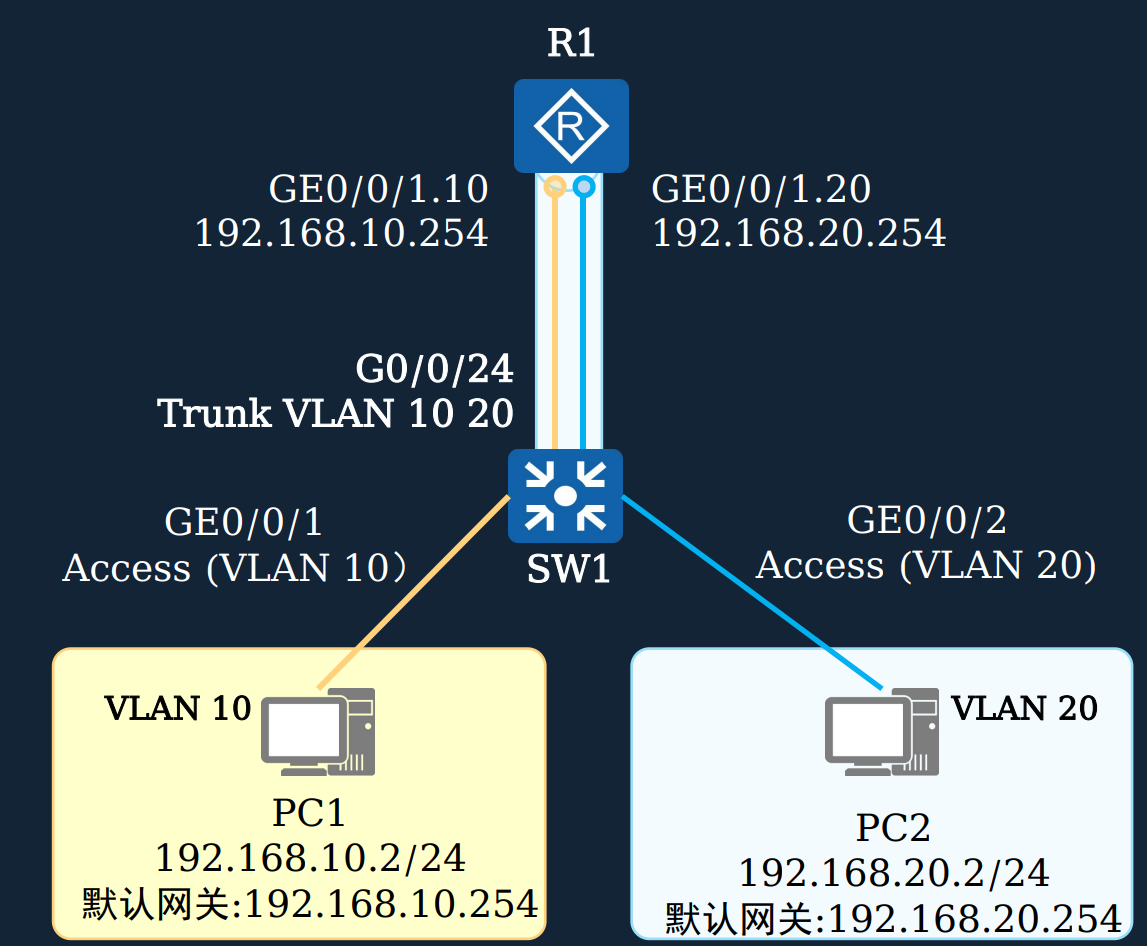 R1
R
GE0/0/1.10
192.168.10.254
GE0/0/1.20
192.168.20.254
G0/0/24
Trunk VLAN 10 20
GE0/0/1
Access (VLAN 10）
SW1
GE0/0/2
Access (VLAN 20)
VLAN 10
PC1
192.168.10.2/24
默认网关:192.168.10.254
VLAN 20
PC2
192.168.20.2/24
默认网关:192.168.20.254